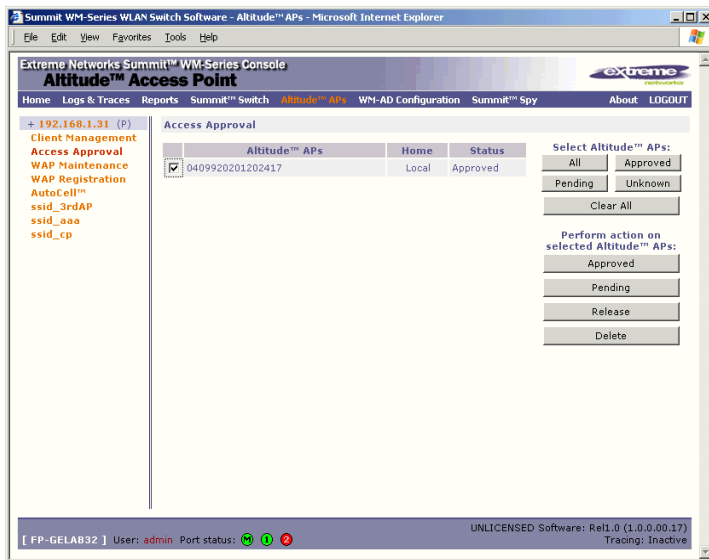 Summit WM-Series WLAN Switch Software - Altitude™ APs - Microsoft Internet Explorer
File Edit View Favorites Tools Help
Extreme Networks Summit™ WM-Series Console
Altitude™ Access Point
extreme
networks
Home Logs & Traces Reports Summit™ Switch Altitude™ APs WM-AD Configuration Summit™ Spy About LOGOUT
+ 192.168.1.31 (P)
Client Management
Access Approval
WAP Maintenance
WAP Registration
AutoCell™
ssid_3rdAP
ssid_aaa
ssid_cp
Access Approval
Altitude™ APs Home Status
0409920201202417 Local Approved
Select Altitude™ APs:
All Approved
Pending Unknown
Clear All
Perform action on
selected Altitude™ APs:
Approved
Pending
Release
Delete
[ FP-GELAB32 ] User: admin Port status: M 1 2
UNLICENSED Software: Rel1.0 (1.0.0.00.17)
Tracing: Inactive